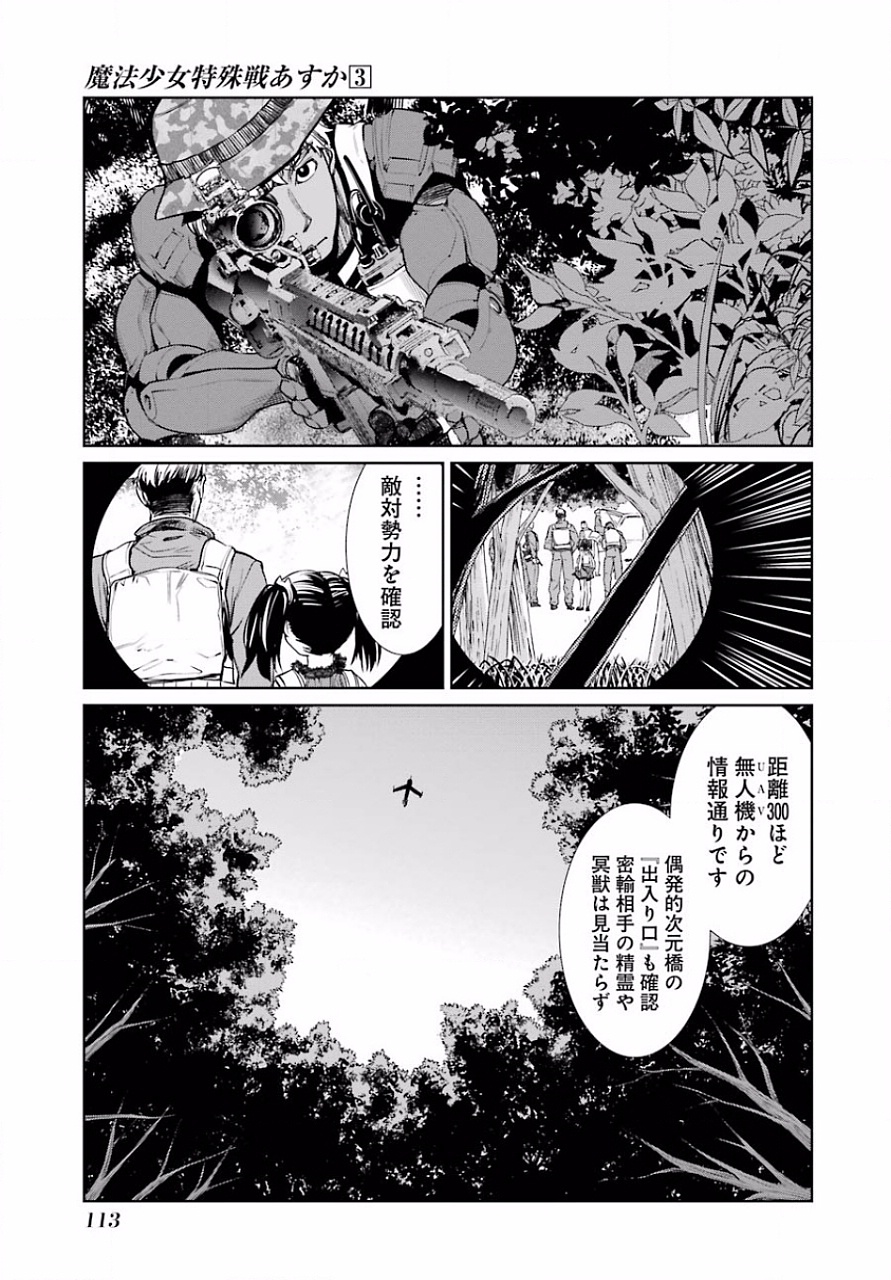 魔法少女特殊戦あすか3
……
敵対勢力を確認
距離300ほど
無人機からの
UAV
情報通りです
偶発的次元橋の
『出入り口』も確認
密輸相手の精霊や
冥獣は見当たらず
113